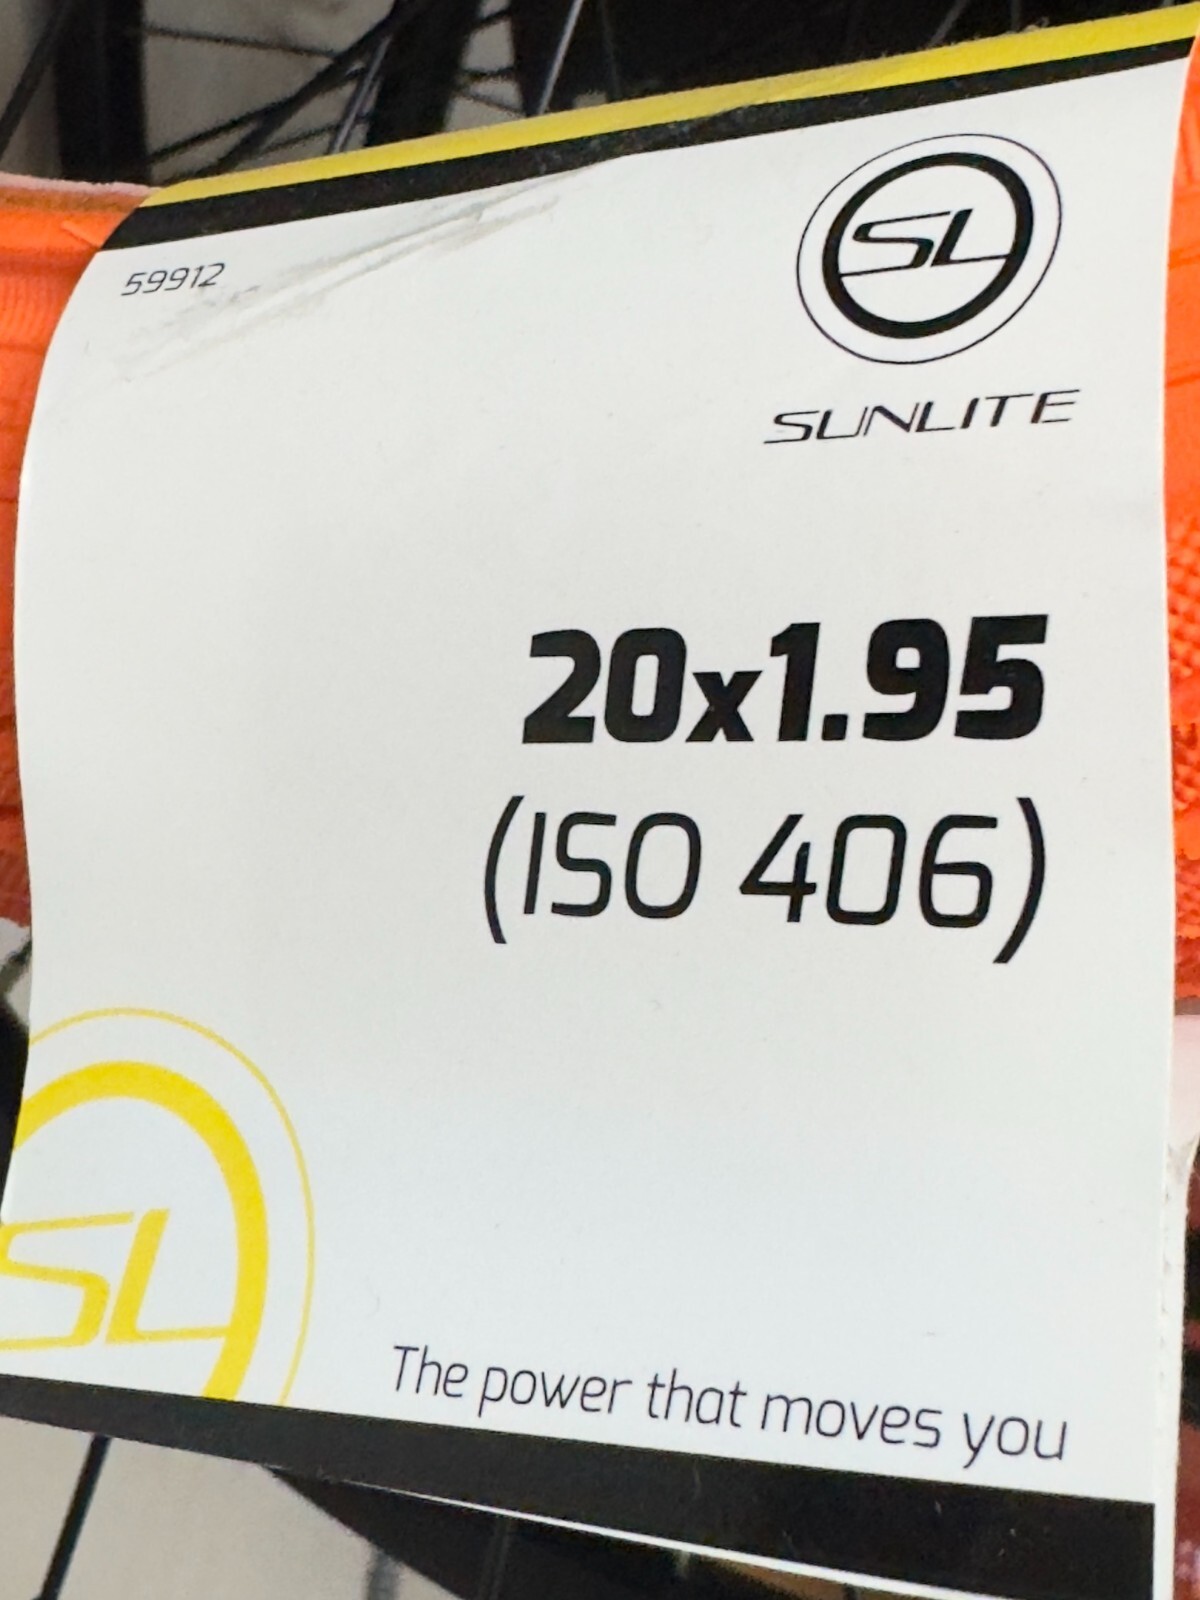 59912
SL
SUNLITE
20x1.95
(ISO 406)
SL
The power that moves you